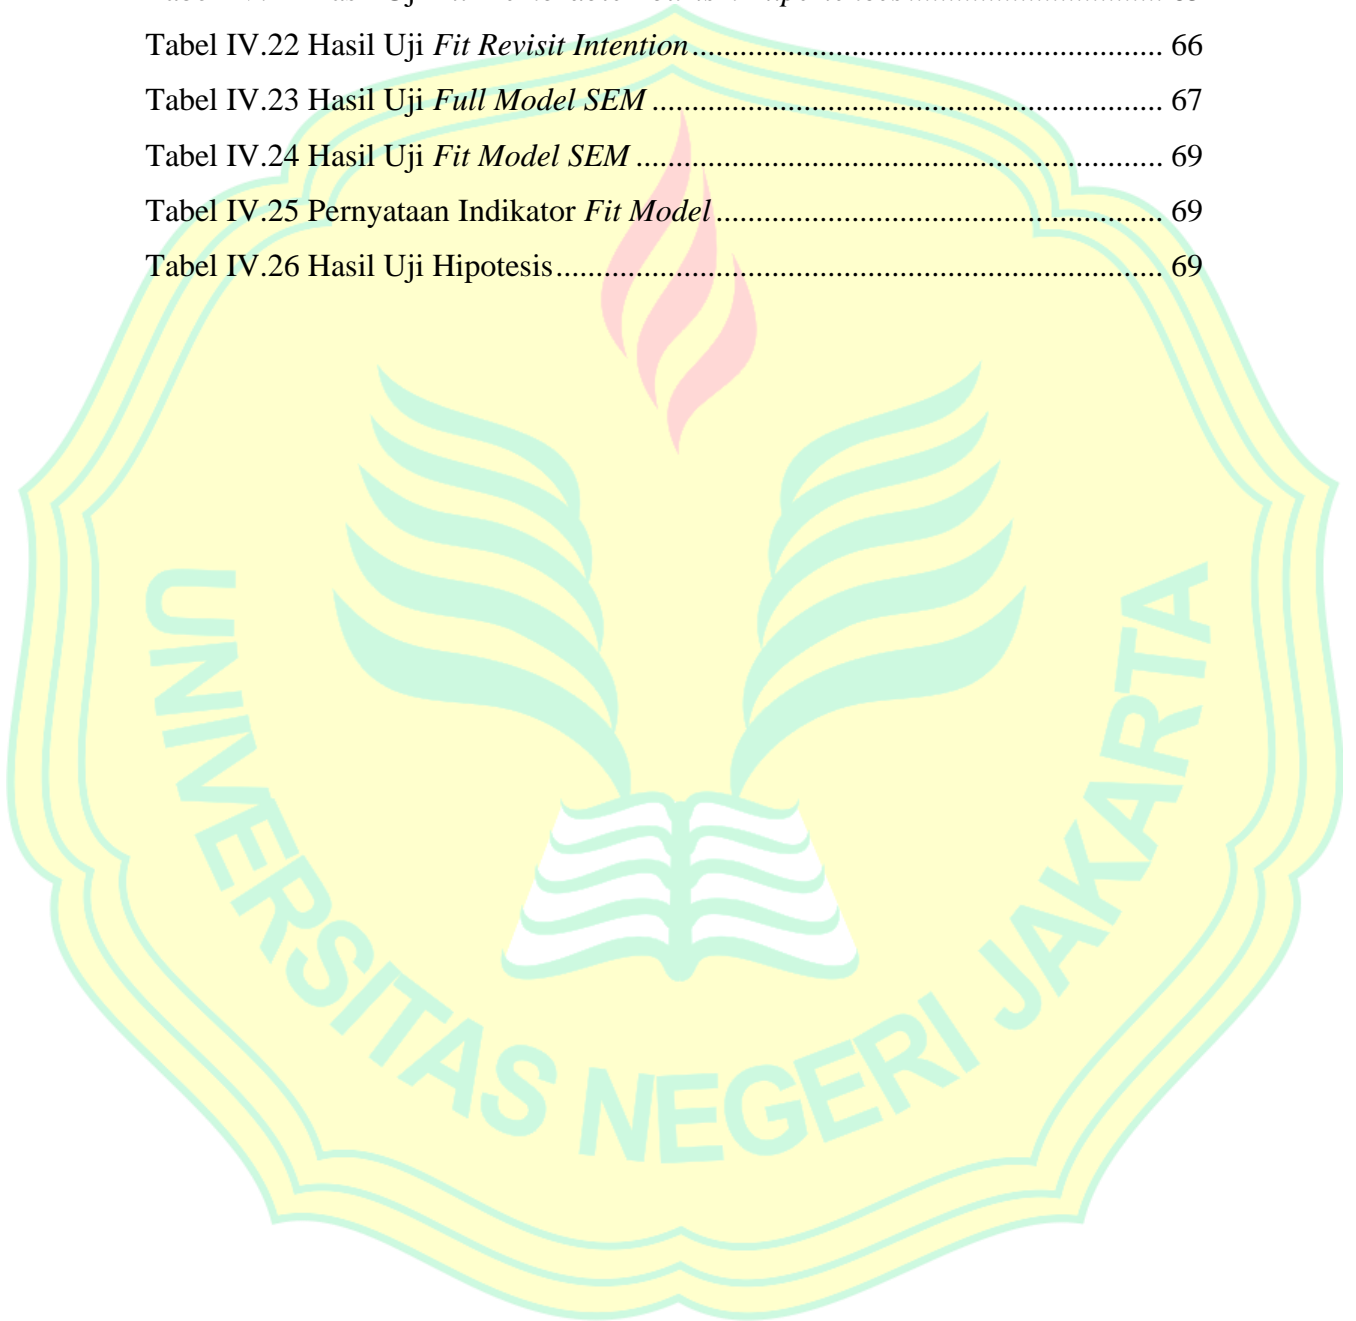 Tabel IV.22 Hasil Uji Fit Revisit Intention ........................................................... 66
Tabel IV.23 Hasil Uji Full Model SEM ................................................................ 67
Tabel IV.24 Hasil Uji Fit Model SEM .................................................................. 69
Tabel IV.25 Pernyataan Indikator Fit Model ........................................................ 69
Tabel IV.26 Hasil Uji Hipotesis ............................................................................ 69
UNIVERSITAS NEGERI JAKARTA